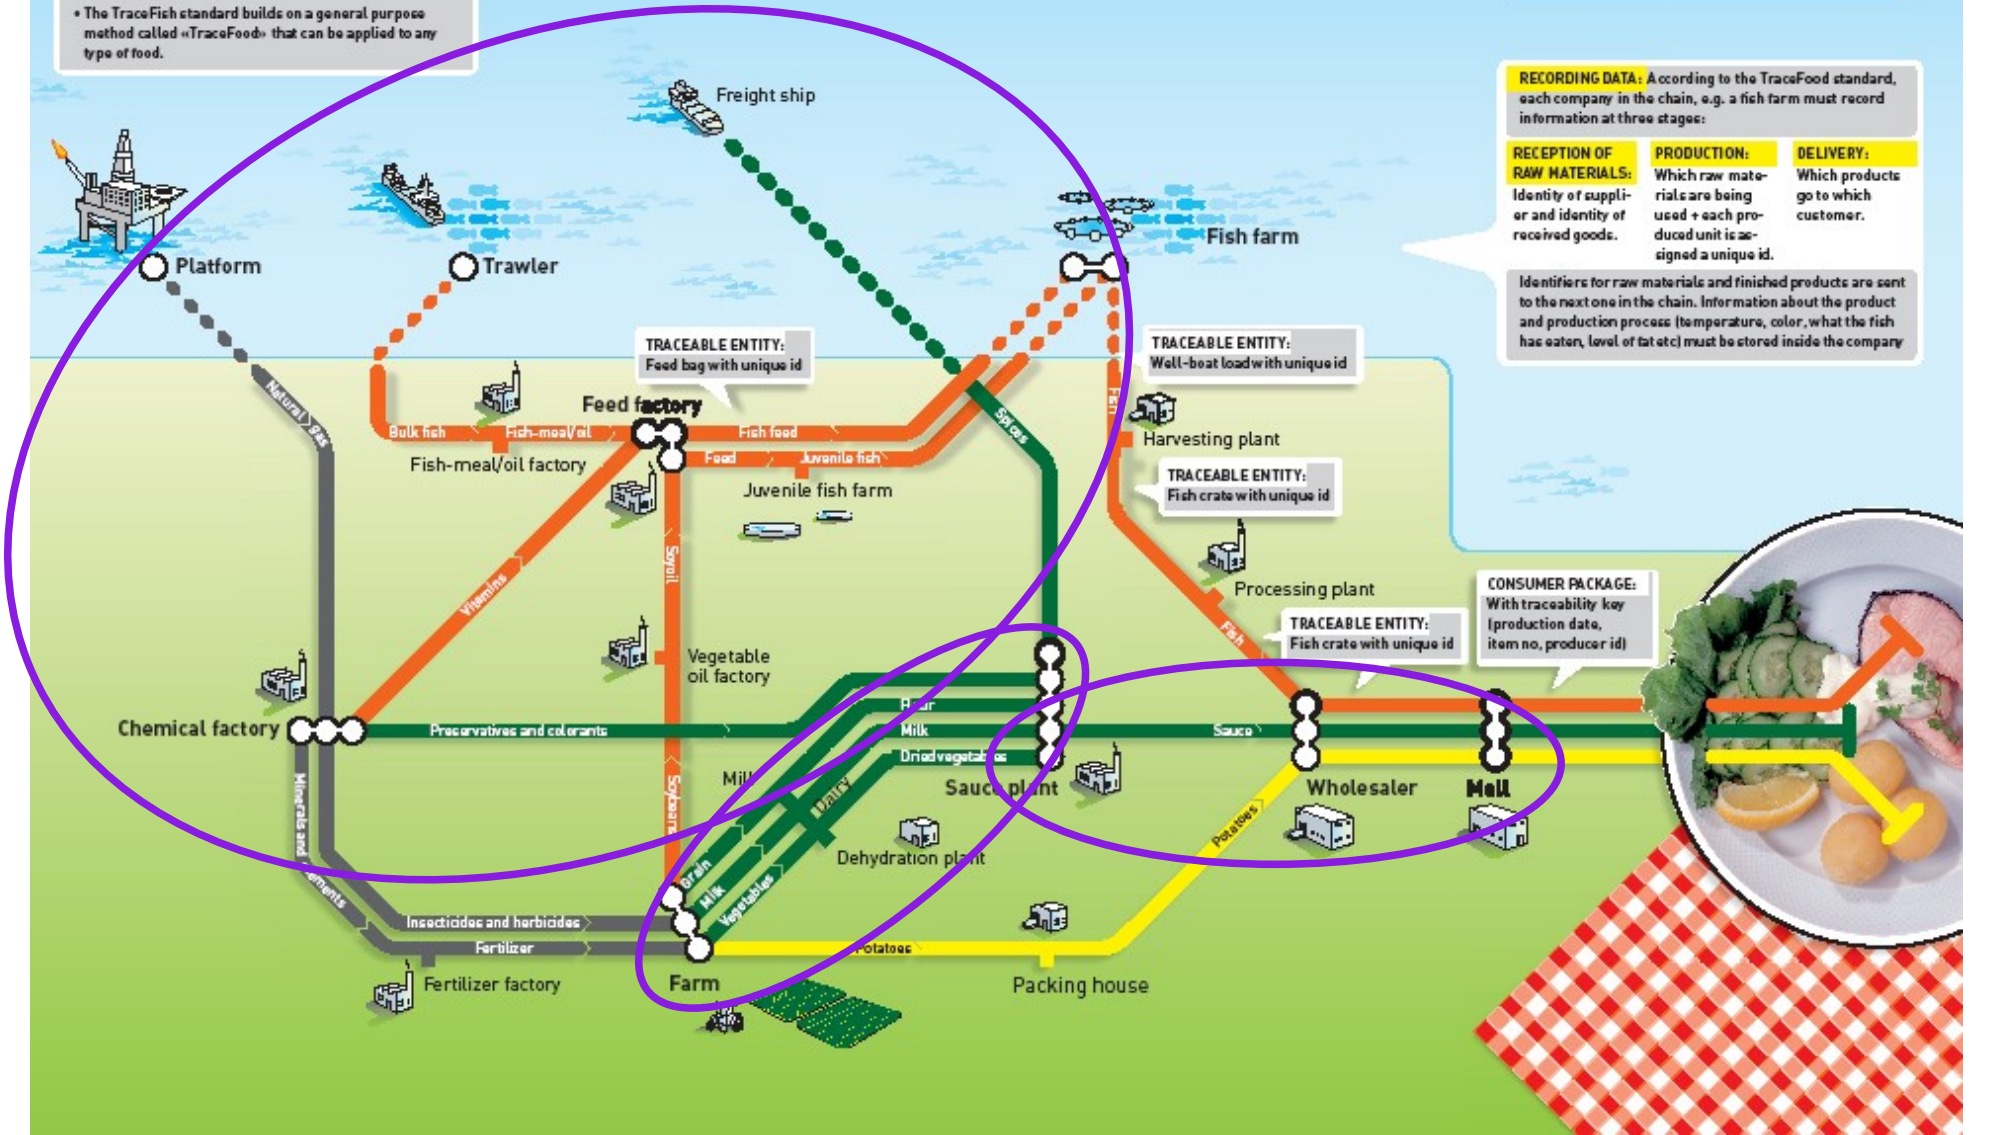 • The TraceFish standard builds on a general purpose
method called «TraceFood» that can be applied to any
type of food.
Freight ship
RECORDING DATA: According to the TraceFood standard,
each company in the chain, e.g. a fish farm must record
information at three stages:
RECEPTION OF
RAW MATERIALS:
Identity of suppli-
er and identity of
received goods.
PRODUCTION:
Which raw mate-
rials are being
used + each pro-
duced unit is as-
signed a unique id.
DELIVERY:
Which products
go to which
customer.
Identifiers for raw materials and finished products are sent
to the next one in the chain. Information about the product
and production process (temperature, color, what the fish
has eaten, level of fat etc) must be stored inside the company
Platform
Trawler
Fish farm
TRACEABLE ENTITY:
Feed bag with unique id
TRACEABLE ENTITY:
Well-boat load with unique id
Natural gas
Feed factory
Bulk fish
Fish-meal/oil
Fish feed
Spices
Fish
Harvesting plant
Fish-meal/oil factory
Feed
Juvenile fish
Juvenile fish farm
TRACEABLE ENTITY:
Fish crate with unique id
Soyoil
Vitamins
Processing plant
CONSUMER PACKAGE:
With traceability key
(production date,
item no, producer id)
TRACEABLE ENTITY:
Fish crate with unique id
Fish
Vegetable
oil factory
Chemical factory
Preservatives and colorants
Flour
Milk
Dried vegetables
Sauce
Sauce plant
Wholesaler
Mall
Mill
Dairy
Soybeans
Minerals and
Dehydration plant
Potatoes
Grain
Milk
Vegetables
Insecticides and herbicides
Fertilizer
Potatoes
Fertilizer factory
Farm
Packing house